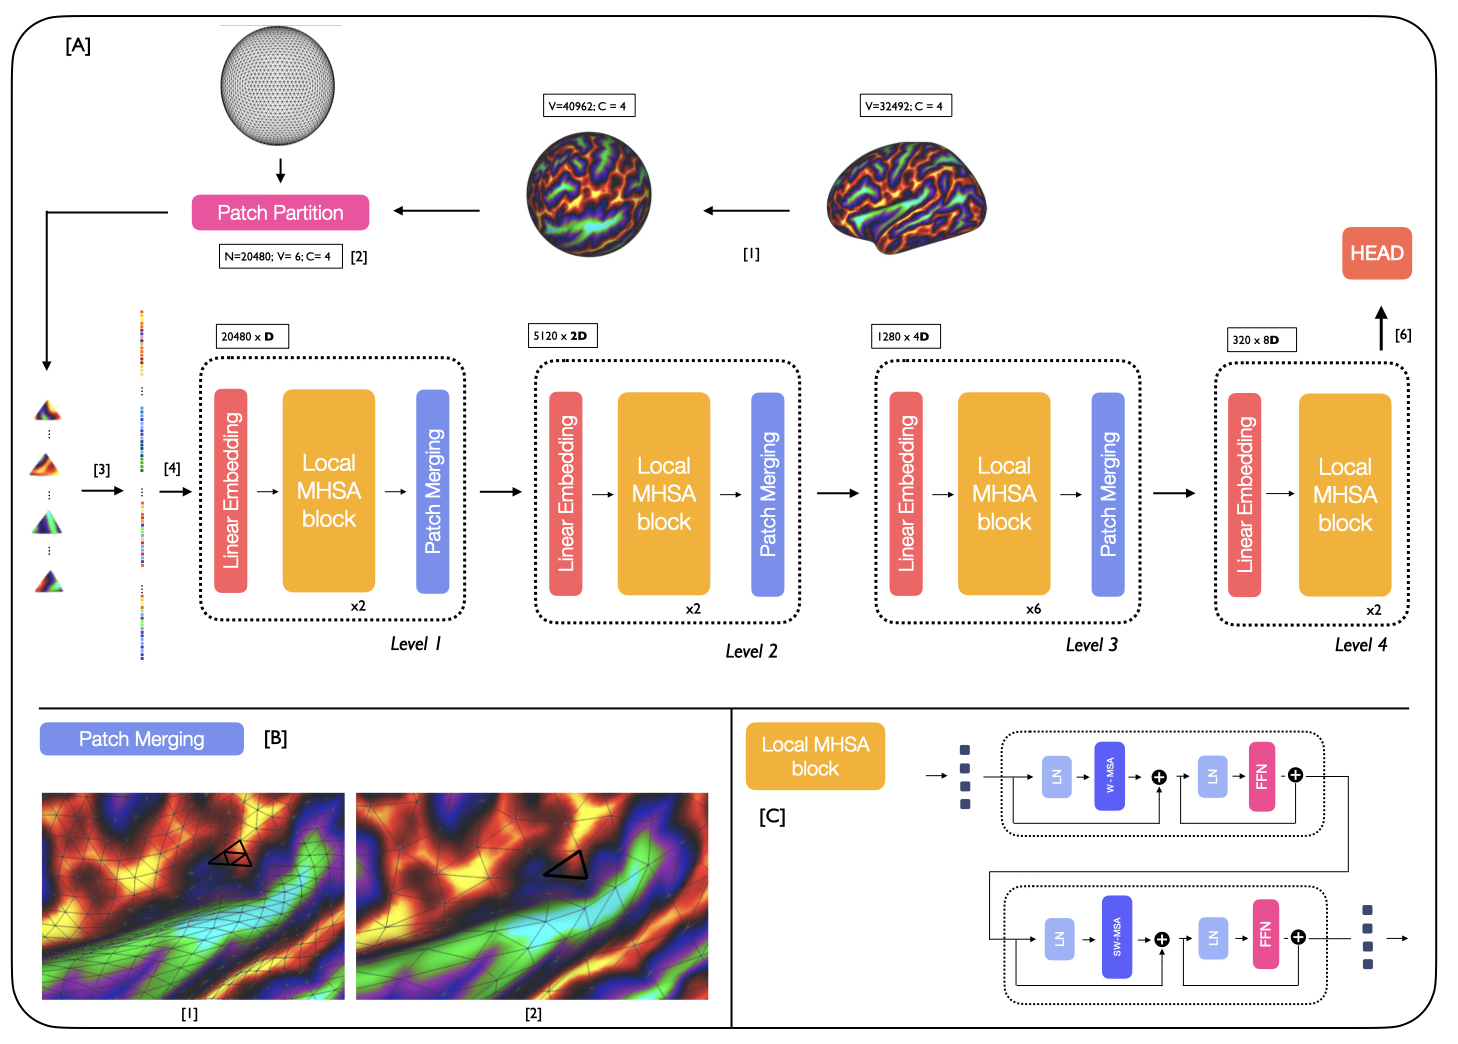 [A]
V=40962; C = 4
V=32492; C = 4
Patch Partition
N=20480; V= 6; C= 4
[2]
[1]
HEAD
[6]
20480 x D
5120 x 2D
1280 x 4D
320 x 8D
[3]
[4]
Linear Embedding
Local
MHSA
block
x2
Patch Merging
Level 1
Linear Embedding
Local
MHSA
block
x2
Patch Merging
Level 2
Linear Embedding
Local
MHSA
block
x6
Patch Merging
Level 3
Linear Embedding
Local
MHSA
block
x2
Level 4
Patch Merging
[B]
[1]
[2]
Local MHSA
block
[C]
LN
W - MSA
LN
FFN
LN
SW-MSA
LN
FFN